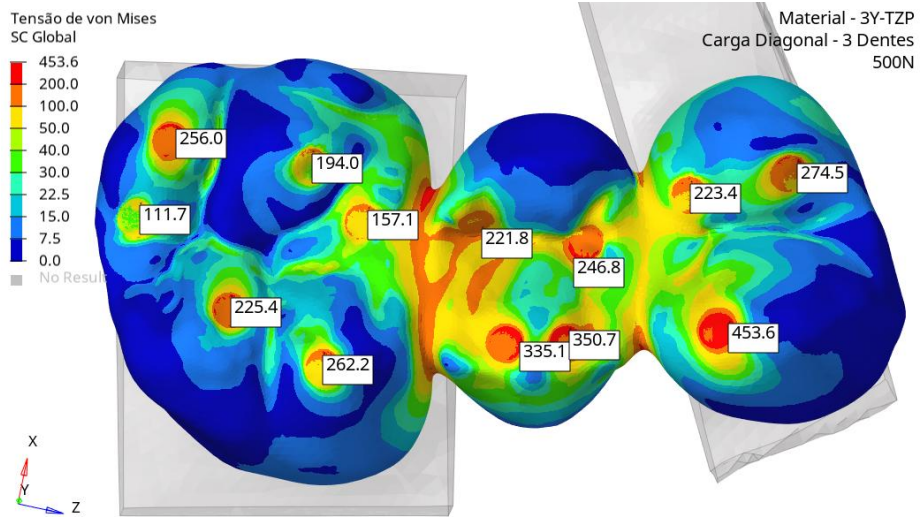 Tensão de von Mises
SC Global
453.6
200.0
100.0
50.0
40.0
30.0
22.5
15.0
7.5
0.0
No Result
Material - 3Y-TZP
Carga Diagonal - 3 Dentes
500N
256.0
194.0
111.7
157.1
225.4
262.2
221.8
246.8
335.1
350.7
223.4
274.5
453.6
X
Y
Z